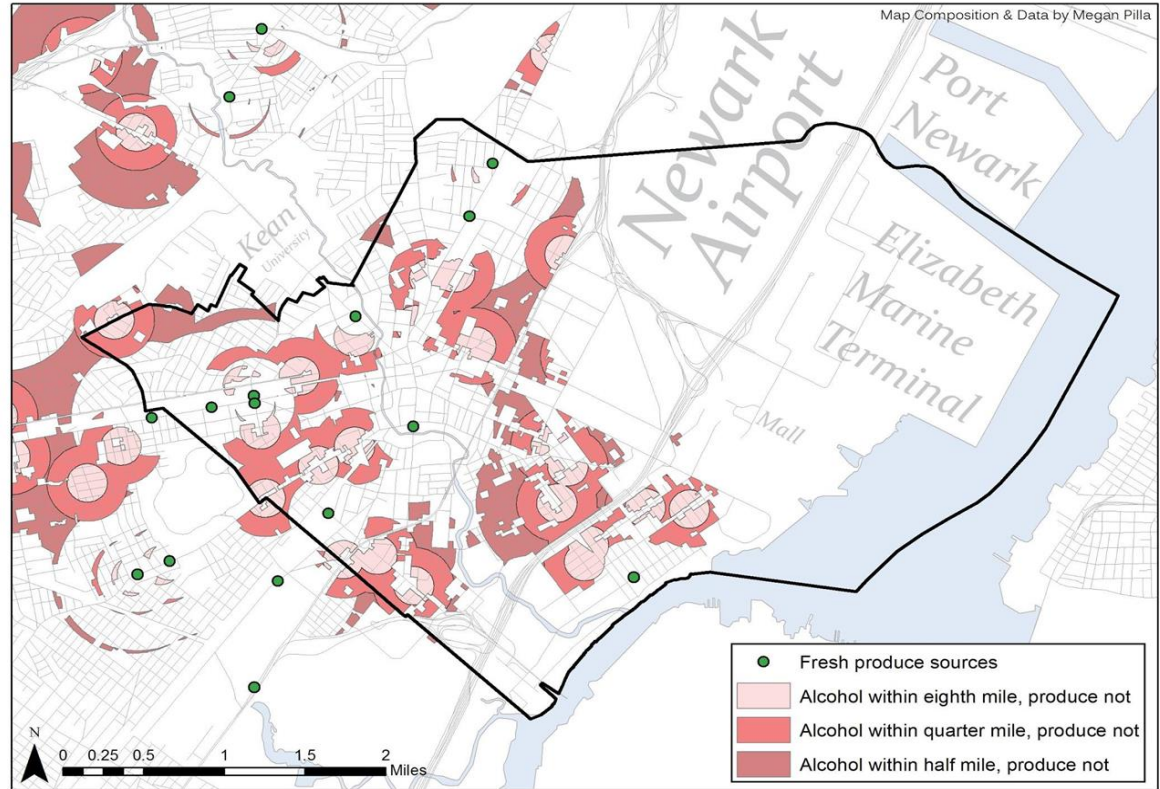 Map Composition & Data by Megan Pilla
Newark
Airport
Port
Newark
Kean
University
Elizabeth
Marine
Terminal
Mall
Fresh produce sources
Alcohol within eighth mile, produce not
Alcohol within quarter mile, produce not
Alcohol within half mile, produce not
N
0 0.25 0.5 1 1.5 2
Miles